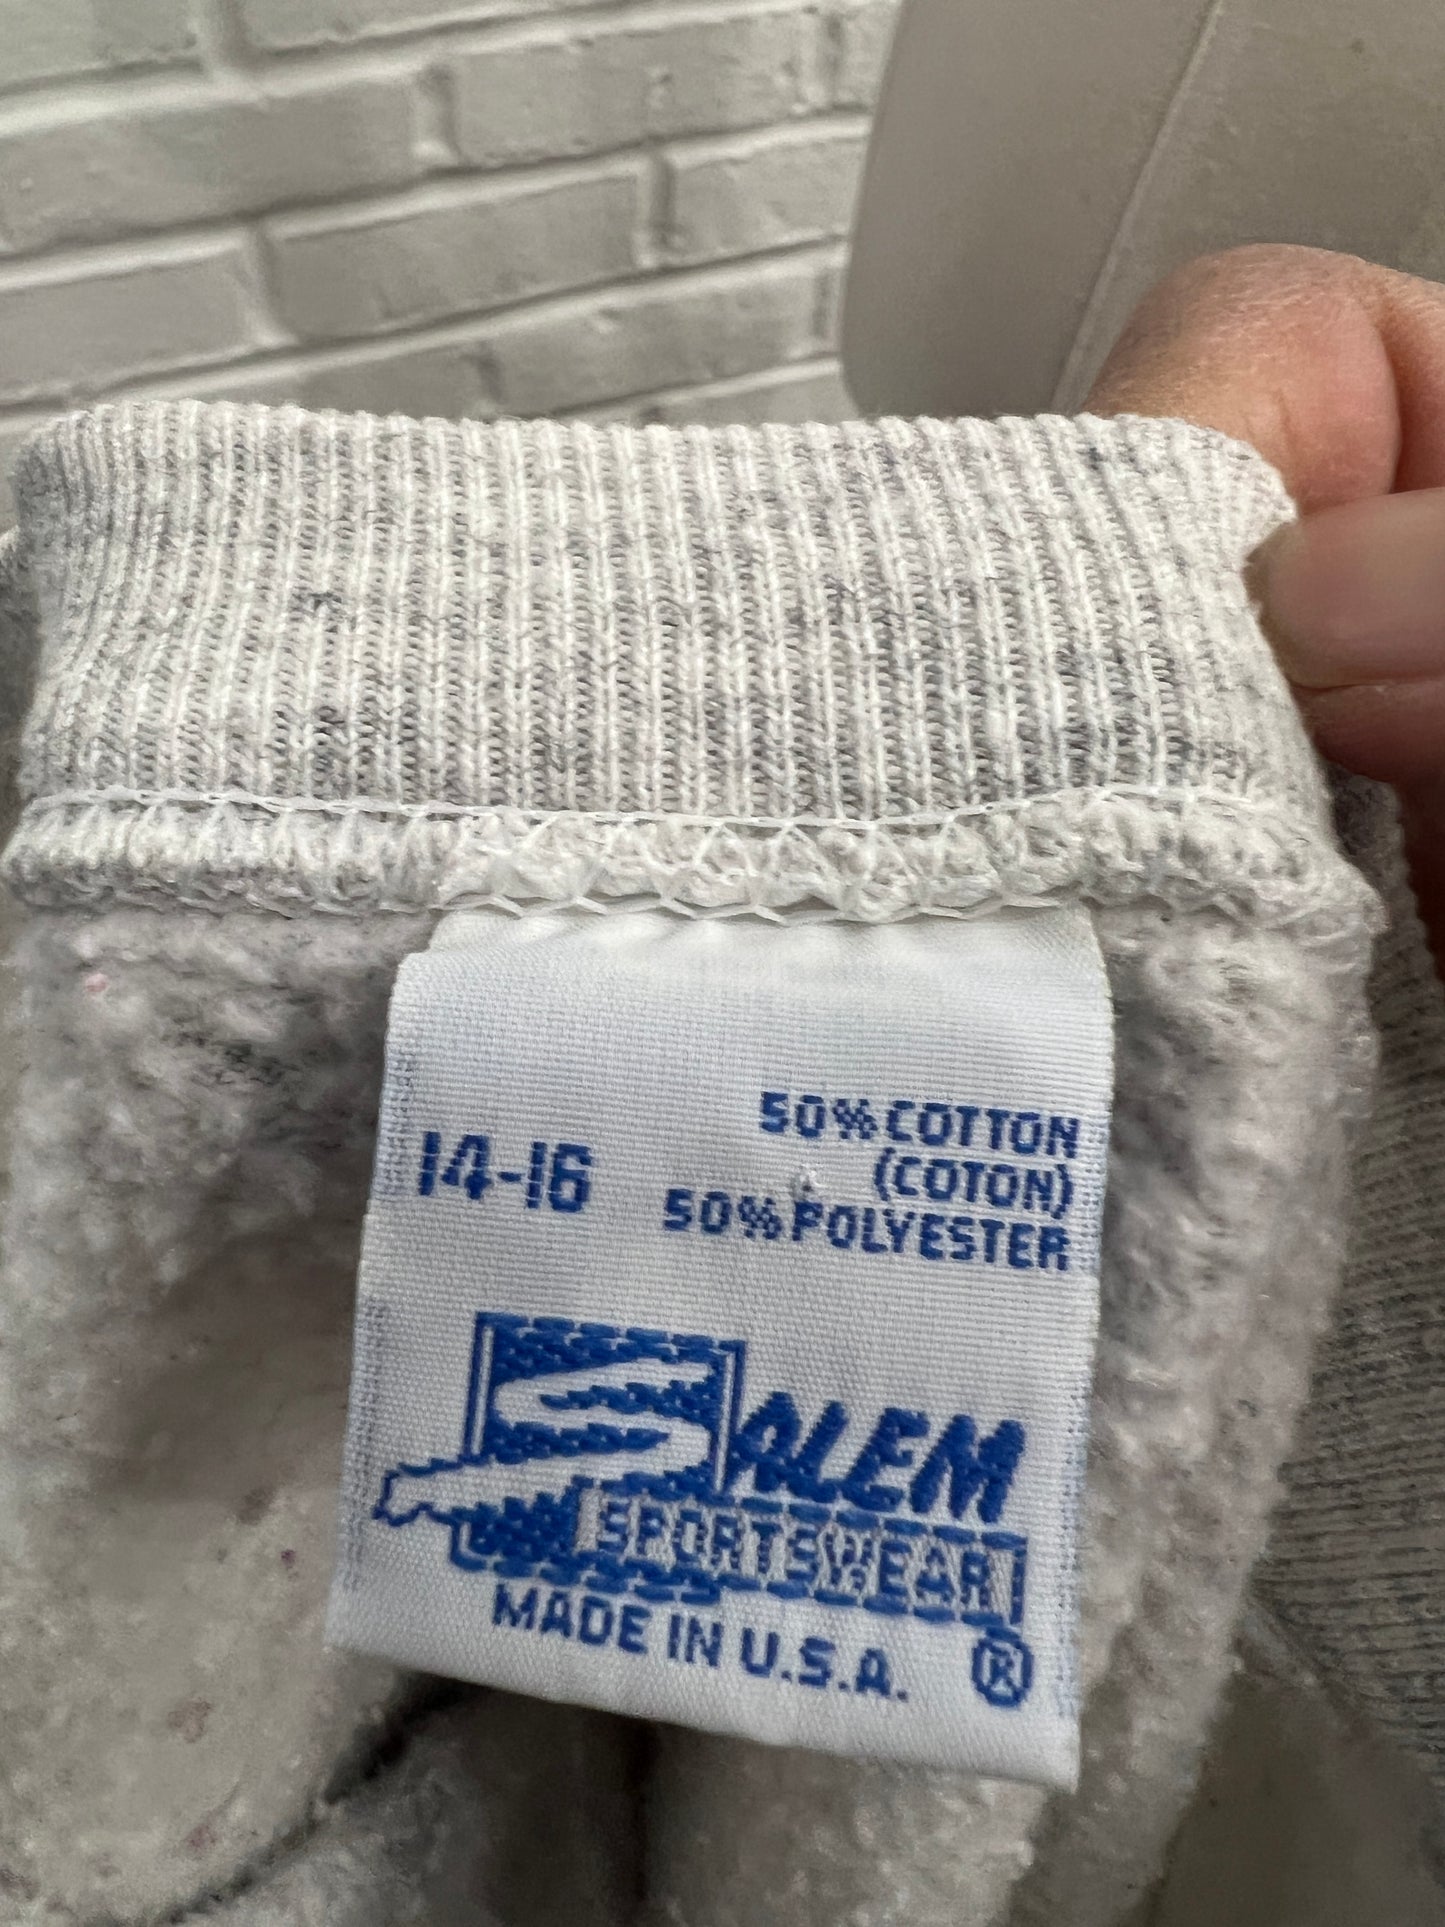 14-16
50% COTTON
(COTON)
50% POLYESTER
SALEM
SPORTSWEAR
MADE IN U.S.A.
®